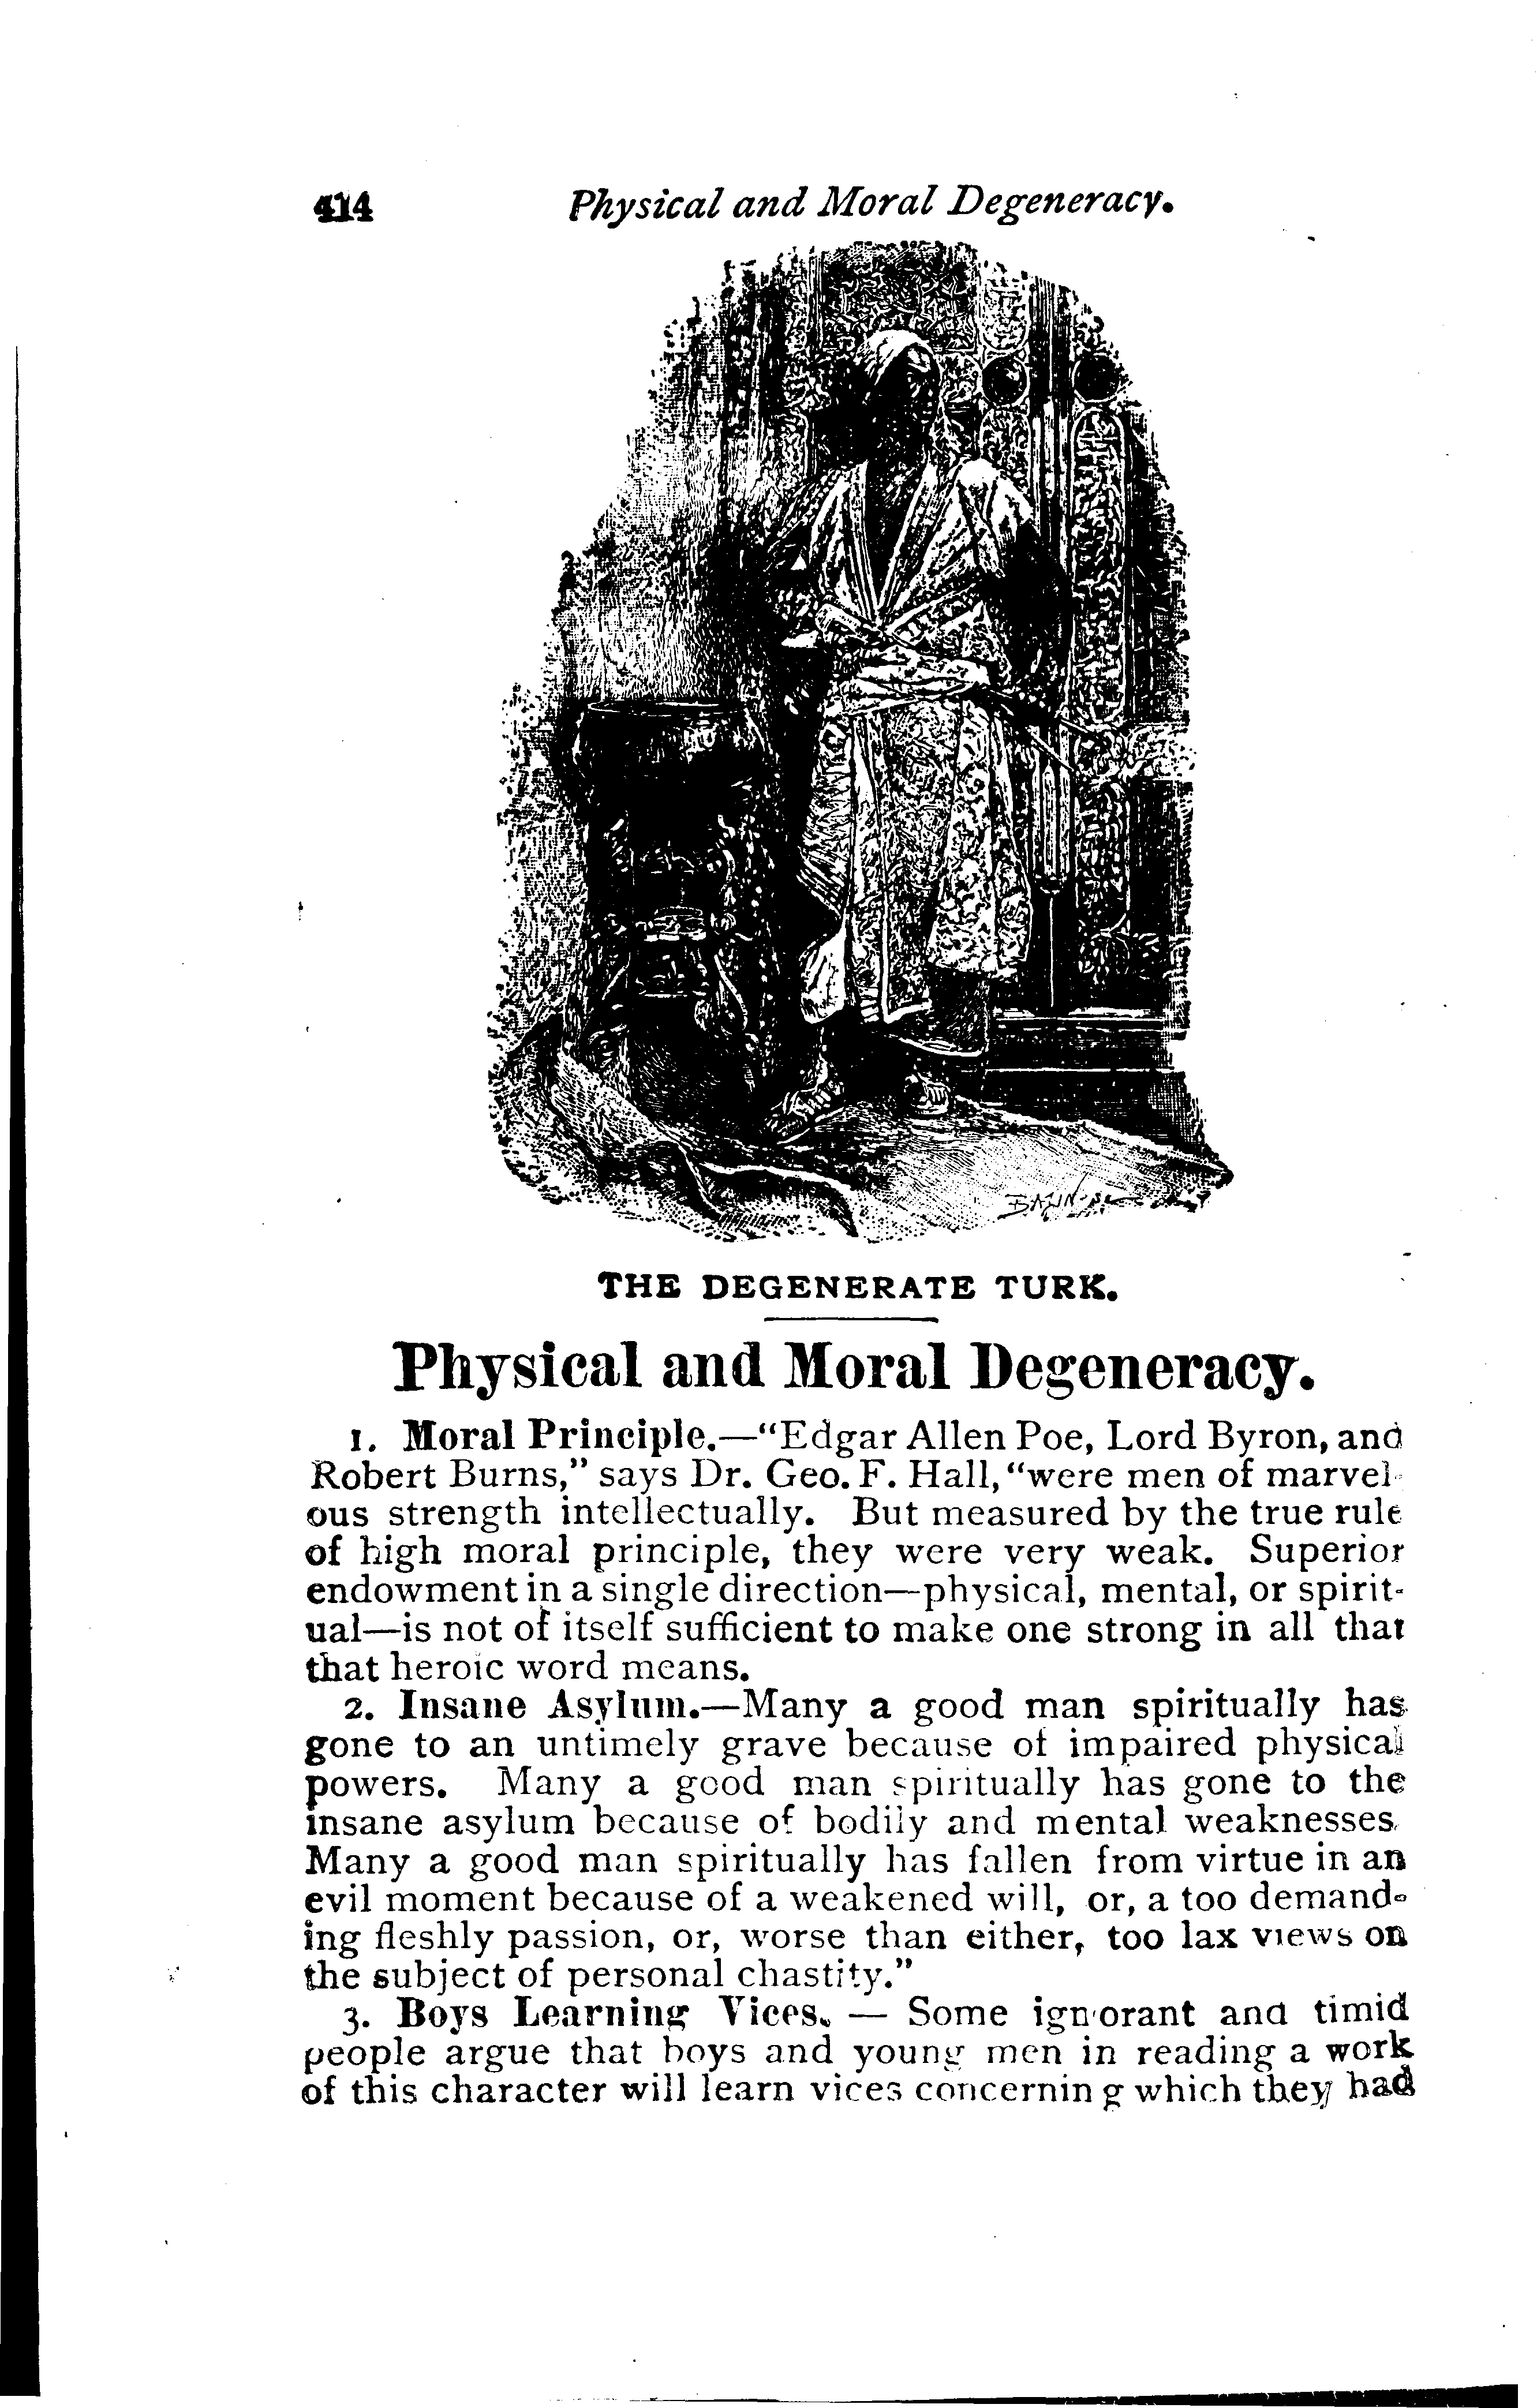 414 Physical and Moral Degeneracy.
THE DEGENERATE TURK.
Physical and Moral Degeneracy.
1. Moral Principle.—"Edgar Allen Poe, Lord Byron, and
Robert Burns," says Dr. Geo. F. Hall, "were men of marvel-
ous strength intellectually. But measured by the true rule
of high moral principle, they were very weak. Superior
endowment in a single direction—physical, mental, or spirit-
ual—is not of itself sufficient to make one strong in all that
that heroic word means.
2. Insane Asylum.—Many a good man spiritually has
gone to an untimely grave because of impaired physical
powers. Many a good man spiritually has gone to the
insane asylum because of bodily and mental weaknesses.
Many a good man spiritually has fallen from virtue in an
evil moment because of a weakened will, or, a too demand-
ing fleshly passion, or, worse than either, too lax views on
the subject of personal chastity."
3. Boys Learning Vices. — Some ignorant and timid
people argue that boys and young men in reading a work
of this character will learn vices concerning which they had